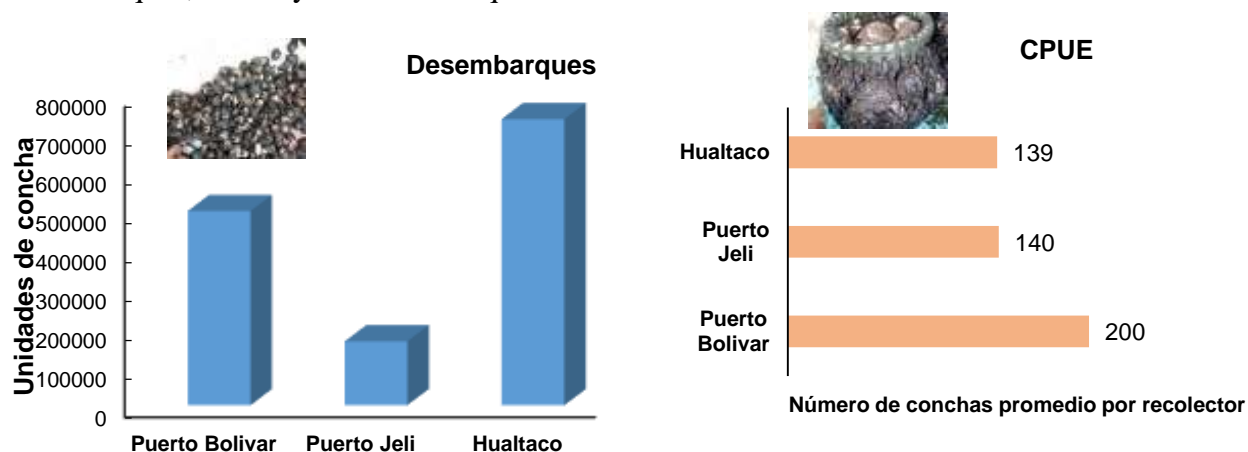 Desembarques
Unidades de concha
800000
700000
600000
500000
400000
300000
200000
100000
0
Puerto Bolivar
Puerto Jeli
Hualtaco
CPUE
Hualtaco
139
Puerto
Jeli
140
Puerto
Bolivar
200
Número de conchas promedio por recolector